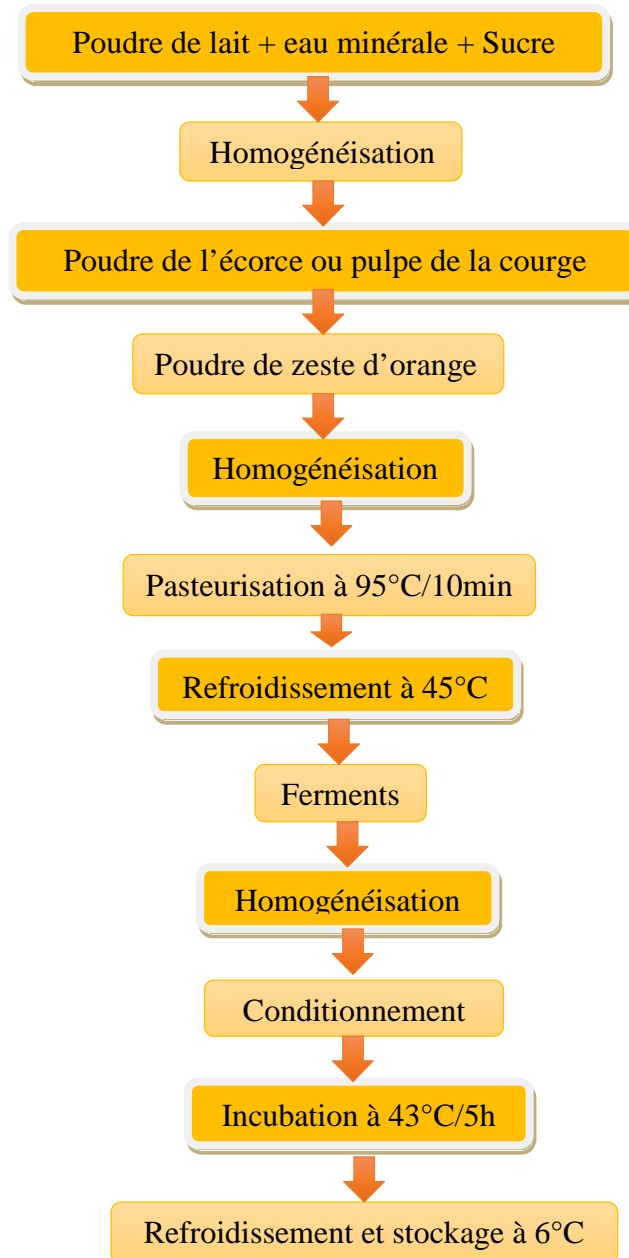 Poudre de lait + eau minérale + Sucre
Homogénéisation
Poudre de l’écorce ou pulpe de la courge
Poudre de zeste d’orange
Homogénéisation
Pasteurisation à 95°C/10min
Refroidissement à 45°C
Ferments
Homogénéisation
Conditionnement
Incubation à 43°C/5h
Refroidissement et stockage à 6°C